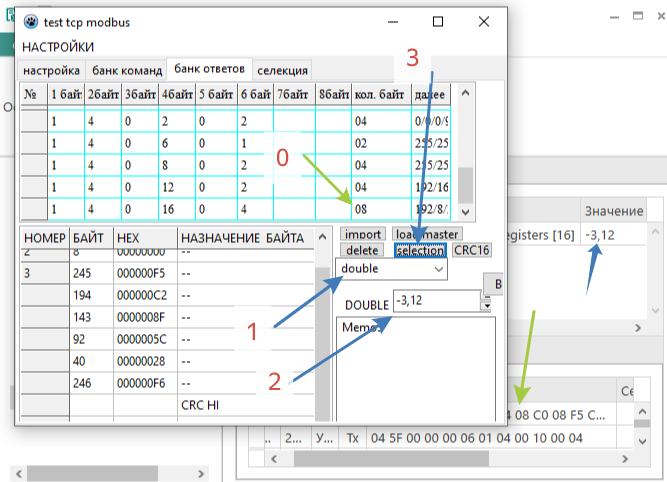 test tcp modbus
НАСТРОЙКИ
3
настройка банк команд банк ответов селекция
№ 1 байт 2байт 3байт 4байт 5 байт 6 байт 7байт 8байт кол. байт далее
1 4 0 2 0 2 04 0/0/0/9
1 4 0 6 0 1 02 255/25
1 4 0 8 0 2 04 255/25
0
1 4 0 12 0 2 04 192/16
1 4 0 16 0 4 08 192/8/
НОМЕР БАЙТ HEX НАЗНАЧЕНИЕ БАЙТА
2 8 00000000 --
3 245 000000F5 --
194 000000C2 --
143 0000008F --
92 0000005C --
40 00000028 --
246 000000F6 --
CRC HI
import load master
delete selection CRC16
double
B
DOUBLE -3,12
Memo
1
2
Значение
egisters [16] -3,12
4 08 C0 08 F5 C...
.. 2... У... Tx 04 5F 00 00 00 06 01 04 00 10 00 04